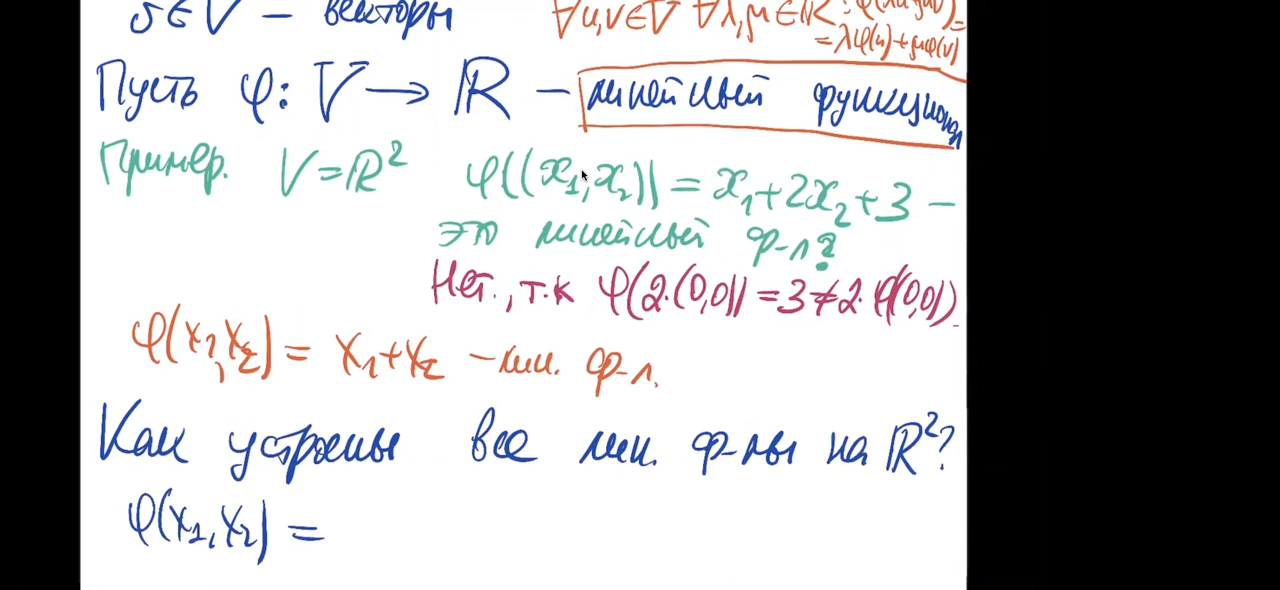 v ∈ V – векторы ∀u,v∈V ∀λ,μ∈ℝ: φ(λu+μv)=
=λφ(u)+μφ(v)
Пусть φ: V → ℝ – линейный функционал
Пример. V=ℝ² φ((x₁,x₂)) = x₁+2x₂+3 –
это линейный ф-л?
Нет, т.к φ(2·(0,0)) = 3 ≠ 2·φ(0,0).
φ(x₁,x₂) = x₁+x₂ – лин. ф-л.
Как устроены все лин. ф-лы на ℝ²?
φ(x₁,x₂) =